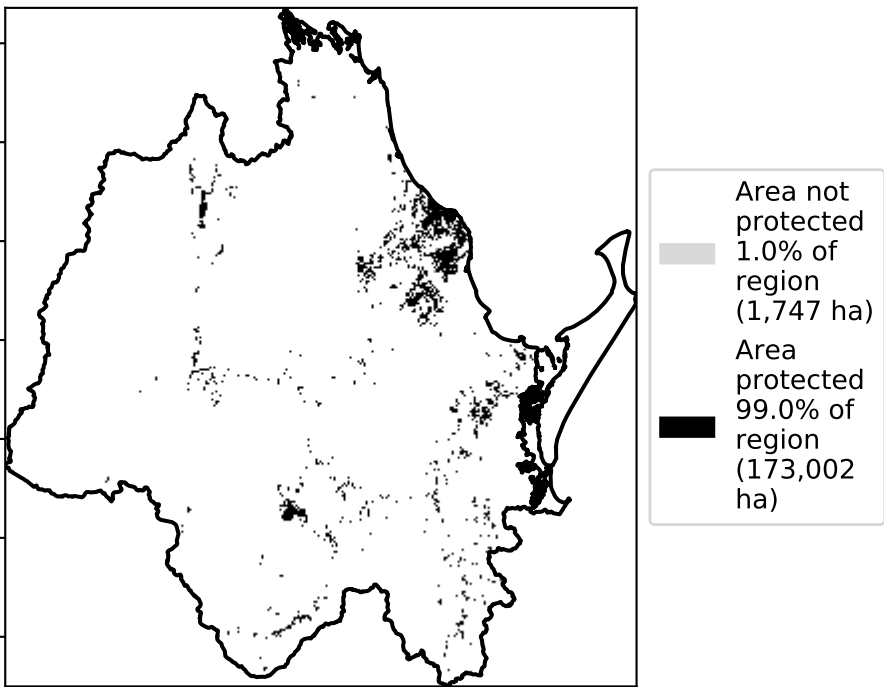 Area not
protected
1.0% of
region
(1,747 ha)
Area
protected
99.0% of
region
(173,002
ha)